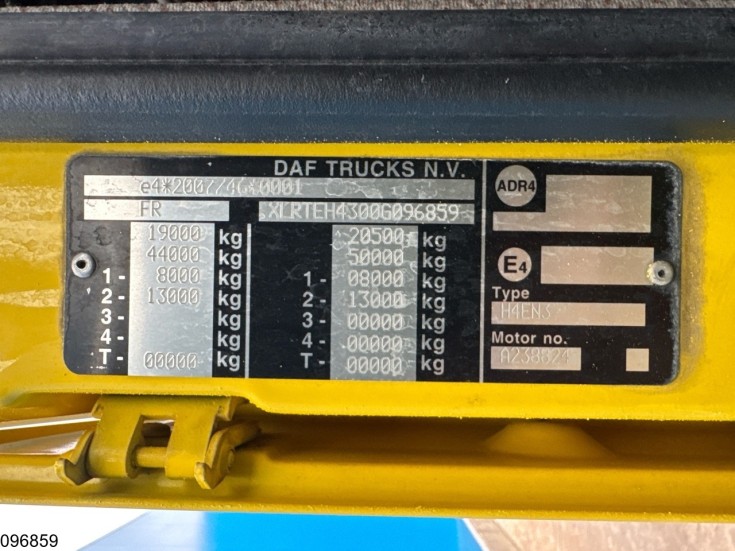 DAF TRUCKS N.V.
e4*2007/46*0001
FR XLRTEH4300G096859
19000 kg 20500 kg
44000 kg 50000 kg
1- 8000 kg 1- 08000 kg
2- 13000 kg 2- 13000 kg
3- kg 3- 00000 kg
4- kg 4- 00000 kg
T- 00000 kg T- 00000 kg
ADR4
E4
Type
H4EN3
Motor no.
A238824
096859